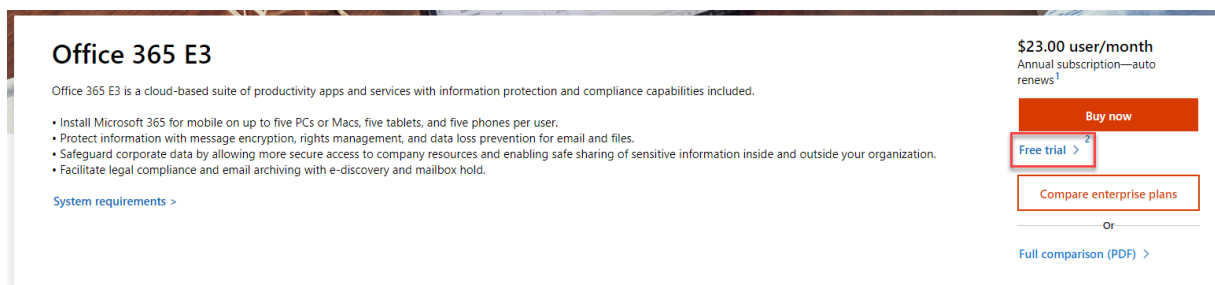 Office 365 E3
Office 365 E3 is a cloud-based suite of productivity apps and services with information protection and compliance capabilities included.
• Install Microsoft 365 for mobile on up to five PCs or Macs, five tablets, and five phones per user.
• Protect information with message encryption, rights management, and data loss prevention for email and files.
• Safeguard corporate data by allowing more secure access to company resources and enabling safe sharing of sensitive information inside and outside your organization.
• Facilitate legal compliance and email archiving with e-discovery and mailbox hold.
System requirements >
$23.00 user/month
Annual subscription—auto
renews1
Buy now
Free trial > 2
Compare enterprise plans
Or
Full comparison (PDF) >